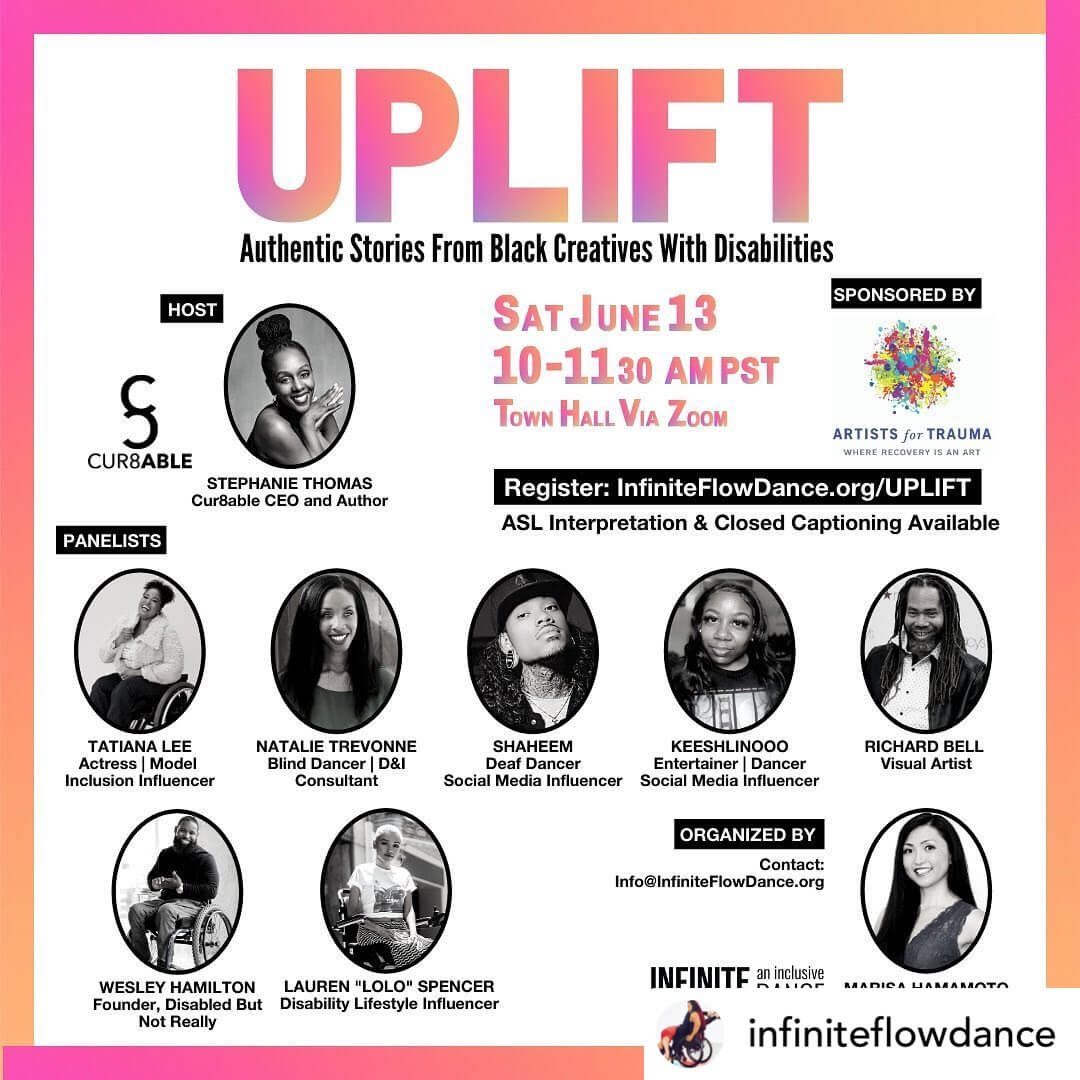 UPLIFT
Authentic Stories From Black Creatives With Disabilities
HOST
CUR8ABLE
STEPHANIE THOMAS
Cur8able CEO and Author
SAT JUNE 13
10-1130 AM PST
TOWN HALL VIA ZOOM
SPONSORED BY
ARTISTS for TRAUMA
WHERE RECOVERY IS AN ART
Register: InfiniteFlowDance.org/UPLIFT
ASL Interpretation & Closed Captioning Available
PANELISTS
TATIANA LEE
Actress | Model
Inclusion Influencer
NATALIE TREVONNE
Blind Dancer | D&I
Consultant
SHAHEEM
Deaf Dancer
Social Media Influencer
KEESHLINOOO
Entertainer | Dancer
Social Media Influencer
RICHARD BELL
Visual Artist
WESLEY HAMILTON
Founder, Disabled But
Not Really
LAUREN "LOLO" SPENCER
Disability Lifestyle Influencer
ORGANIZED BY
Contact:
Info@InfiniteFlowDance.org
INFINITE an inclusive
DANCE
MARISA HAMAMOTO
infiniteflowdance